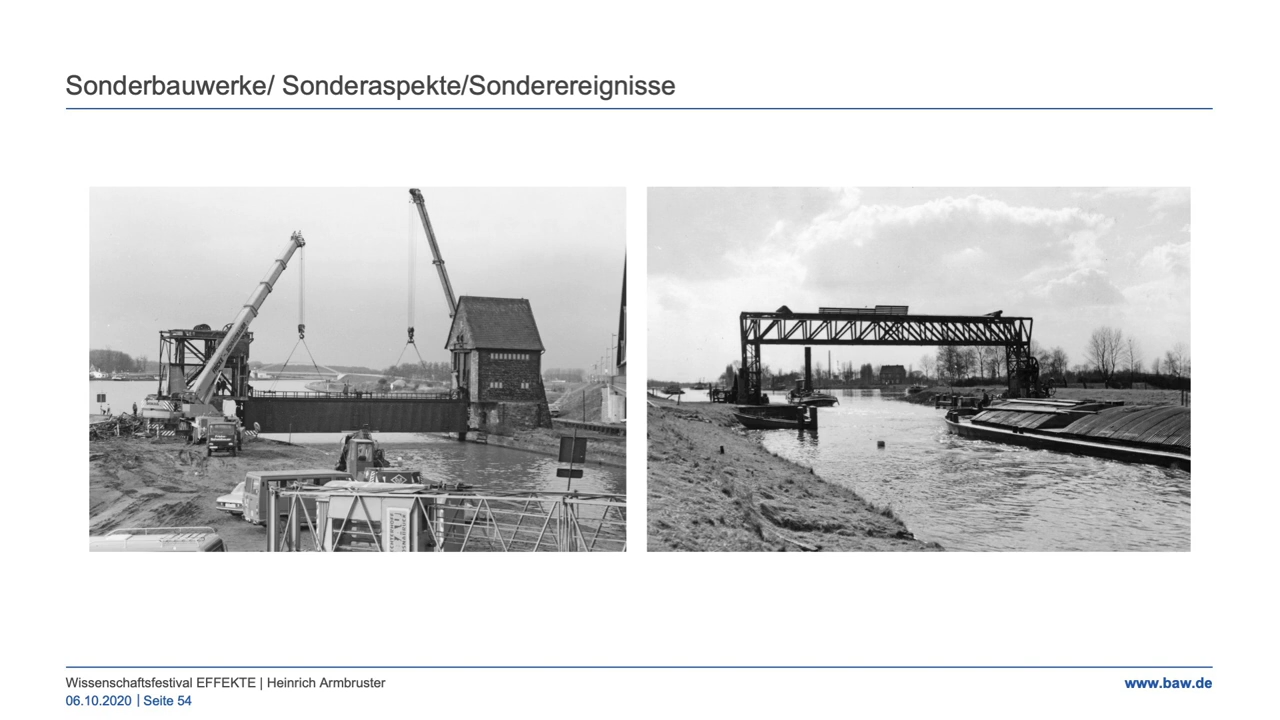 Sonderbauwerke/ Sonderaspekte/Sonderereignisse
Wissenschaftsfestival EFFEKTE | Heinrich Armbruster
06.10.2020 | Seite 54
www.baw.de